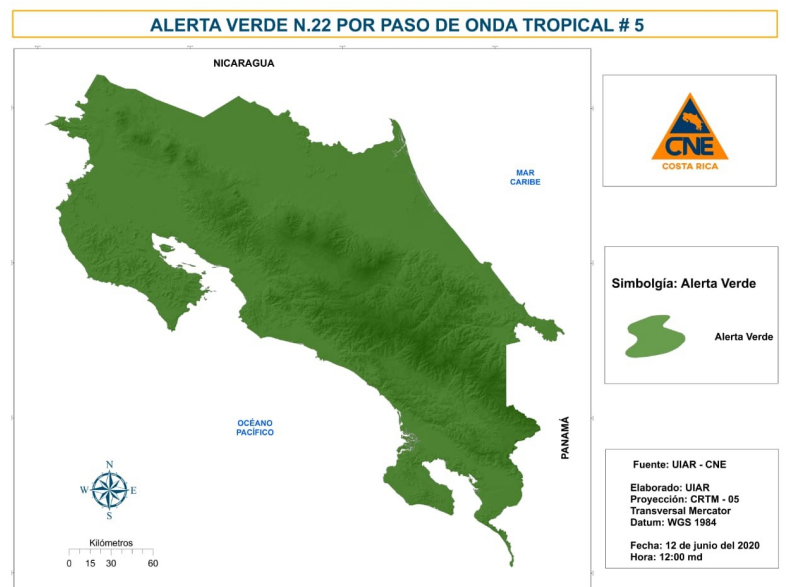 ALERTA VERDE N.22 POR PASO DE ONDA TROPICAL # 5
NICARAGUA
MAR
CARIBE
OCÉANO
PACÍFICO
PANAMÁ
N
W
E
S
Kilómetros
0 15 30 60
CNE
COSTA RICA
Simbolgía: Alerta Verde
Alerta Verde
Fuente: UIAR - CNE
Elaborado: UIAR
Proyección: CRTM - 05
Transversal Mercator
Datum: WGS 1984
Fecha: 12 de junio del 2020
Hora: 12:00 md